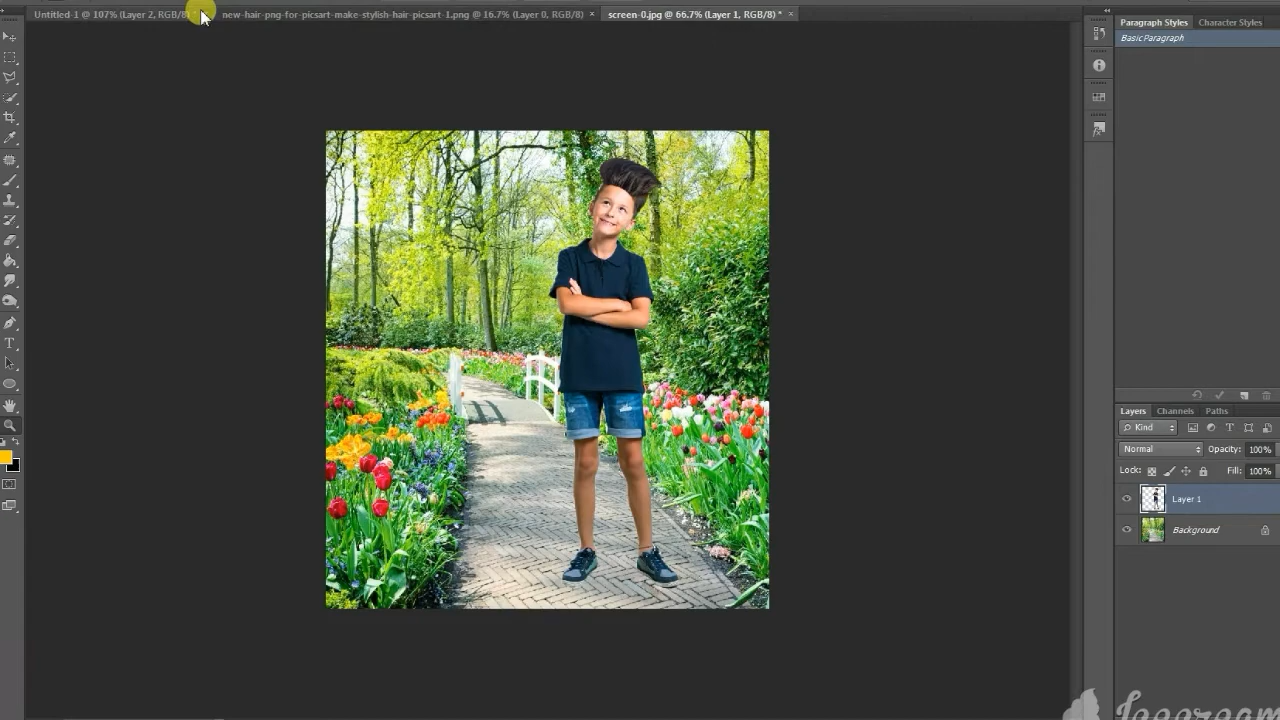 Untitled-1 @ 107% (Layer 2, RGB/8)
new-hair-png-for-picsart-make-stylish-hair-picsart-1.png @ 16.7% (Layer 0, RGB/8) ×
screen-0.jpg @ 66.7% (Layer 1, RGB/8) * ×
Paragraph Styles Character Styles
Basic Paragraph
Layers Channels Paths
Kind
Normal Opacity: 100%
Lock: Fill: 100%
Layer 1
Background